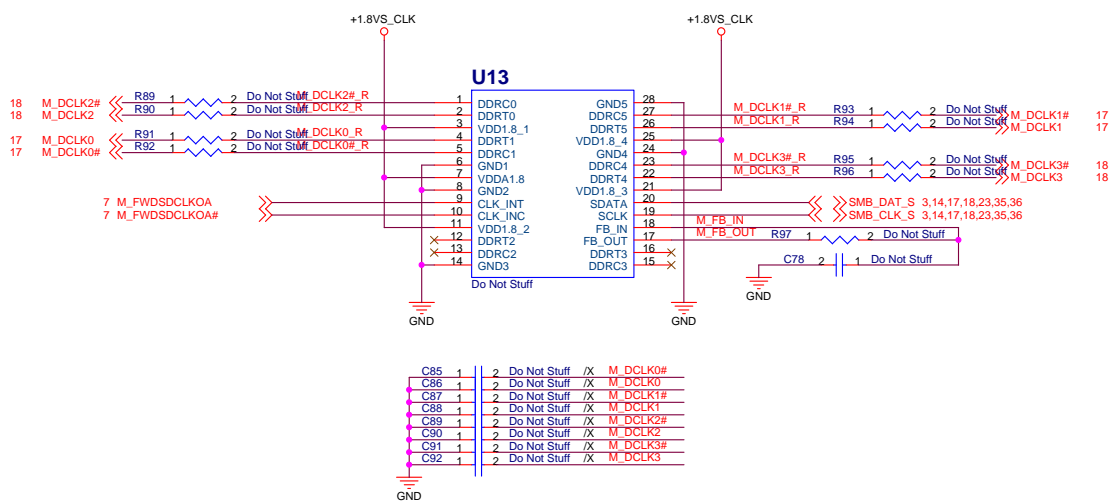 +1.8VS_CLK +1.8VS_CLK
U13
18 M_DCLK2# R89 1 2 Do Not Stuff M_DCLK2#_R 1 DDRC0 GND5 28
18 M_DCLK2 R90 1 2 Do Not Stuff M_DCLK2_R 2 DDRT0 DDRC5 27 M_DCLK1#_R R93 1 2 Do Not Stuff M_DCLK1# 17
3 VDD1.8_1 DDRT5 26 M_DCLK1_R R94 1 2 Do Not Stuff M_DCLK1 17
17 M_DCLK0 R91 1 2 Do Not Stuff M_DCLK0_R 4 DDRT1 VDD1.8_4 25
17 M_DCLK0# R92 1 2 Do Not Stuff M_DCLK0#_R 5 DDRC1 GND4 24
6 GND1 DDRC4 23 M_DCLK3#_R R95 1 2 Do Not Stuff M_DCLK3# 18
7 VDDA1.8 DDRT4 22 M_DCLK3_R R96 1 2 Do Not Stuff M_DCLK3 18
8 GND2 VDD1.8_3 21
7 M_FWDSDCLKOA 9 CLK_INT SDATA 20 SMB_DAT_S 3,14,17,18,23,35,36
7 M_FWDSDCLKOA# 10 CLK_INC SCLK 19 SMB_CLK_S 3,14,17,18,23,35,36
11 VDD1.8_2 FB_IN 18 M_FB_IN
12 DDRT2 FB_OUT 17 M_FB_OUT R97 1 2 Do Not Stuff
13 DDRC2 DDRT3 16
14 GND3 DDRC3 15 C78 2 1 Do Not Stuff
Do Not Stuff
GND GND GND
C85 1 2 Do Not Stuff /X M_DCLK0#
C86 1 2 Do Not Stuff /X M_DCLK0
C87 1 2 Do Not Stuff /X M_DCLK1#
C88 1 2 Do Not Stuff /X M_DCLK1
C89 1 2 Do Not Stuff /X M_DCLK2#
C90 1 2 Do Not Stuff /X M_DCLK2
C91 1 2 Do Not Stuff /X M_DCLK3#
C92 1 2 Do Not Stuff /X M_DCLK3
GND